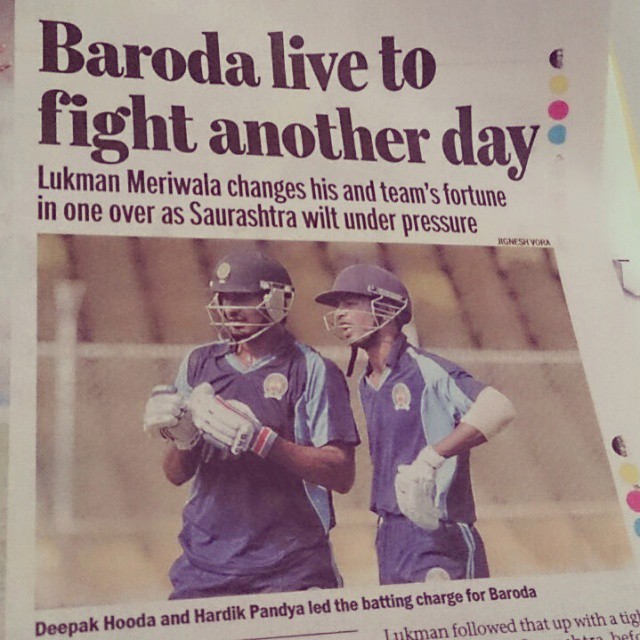 Baroda live to
fight another day
Lukman Meriwala changes his and team's fortune
in one over as Saurashtra wilt under pressure
JIGNESH VORA
Deepak Hooda and Hardik Pandya led the batting charge for Baroda
Lukman followed that up with a